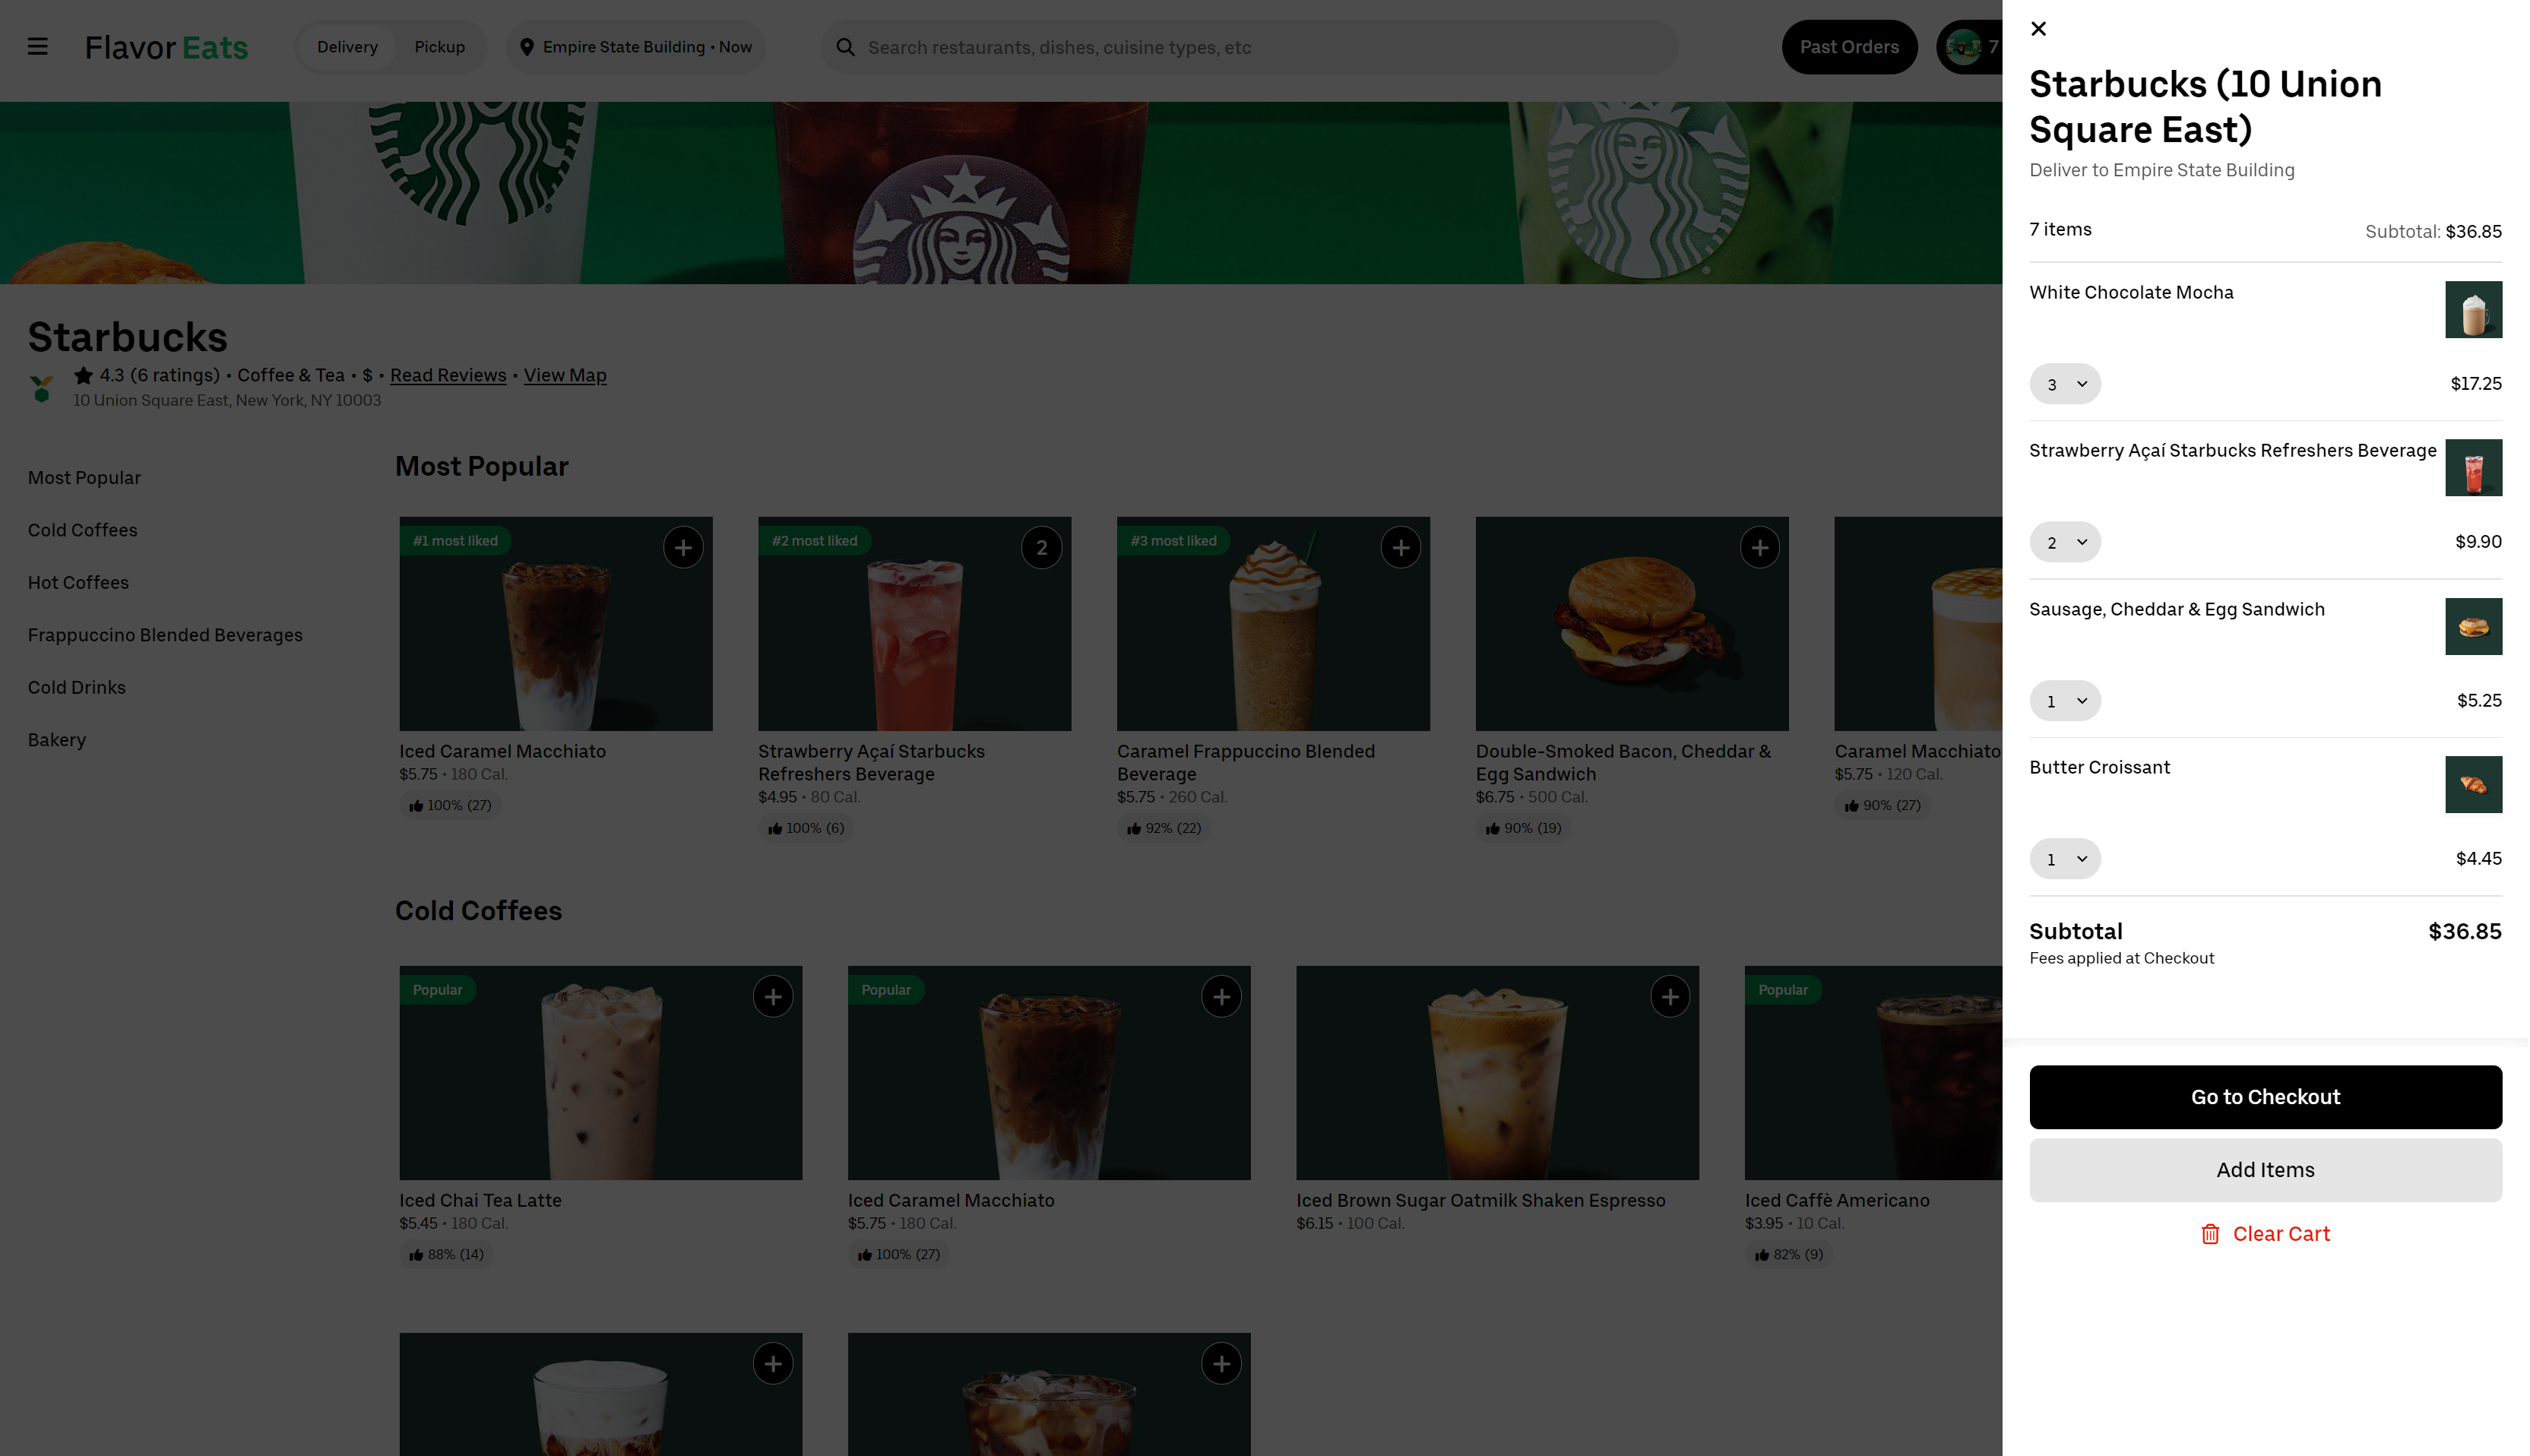 Flavor Eats
Delivery
Pickup
Empire State Building • Now
Search restaurants, dishes, cuisine types, etc
Past Orders
7
Starbucks
4.3 (6 ratings) • Coffee & Tea • $ • Read Reviews • View Map
10 Union Square East, New York, NY 10003
Most Popular
Cold Coffees
Hot Coffees
Frappuccino Blended Beverages
Cold Drinks
Bakery
Most Popular
#1 most liked
Iced Caramel Macchiato
$5.75 • 180 Cal.
100% (27)
#2 most liked
2
Strawberry Açaí Starbucks
Refreshers Beverage
$4.95 • 80 Cal.
100% (6)
#3 most liked
Caramel Frappuccino Blended
Beverage
$5.75 • 260 Cal.
92% (22)
Double-Smoked Bacon, Cheddar &
Egg Sandwich
$6.75 • 500 Cal.
90% (19)
Caramel Macchiato
$5.75 • 120 Cal.
90% (27)
Cold Coffees
Popular
Iced Chai Tea Latte
$5.45 • 180 Cal.
88% (14)
Popular
Iced Caramel Macchiato
$5.75 • 180 Cal.
100% (27)
Iced Brown Sugar Oatmilk Shaken Espresso
$6.15 • 100 Cal.
Popular
Iced Caffè Americano
$3.95 • 10 Cal.
82% (9)
Starbucks (10 Union
Square East)
Deliver to Empire State Building
7 items
Subtotal: $36.85
White Chocolate Mocha
3
$17.25
Strawberry Açaí Starbucks Refreshers Beverage
2
$9.90
Sausage, Cheddar & Egg Sandwich
1
$5.25
Butter Croissant
1
$4.45
Subtotal
$36.85
Fees applied at Checkout
Go to Checkout
Add Items
Clear Cart